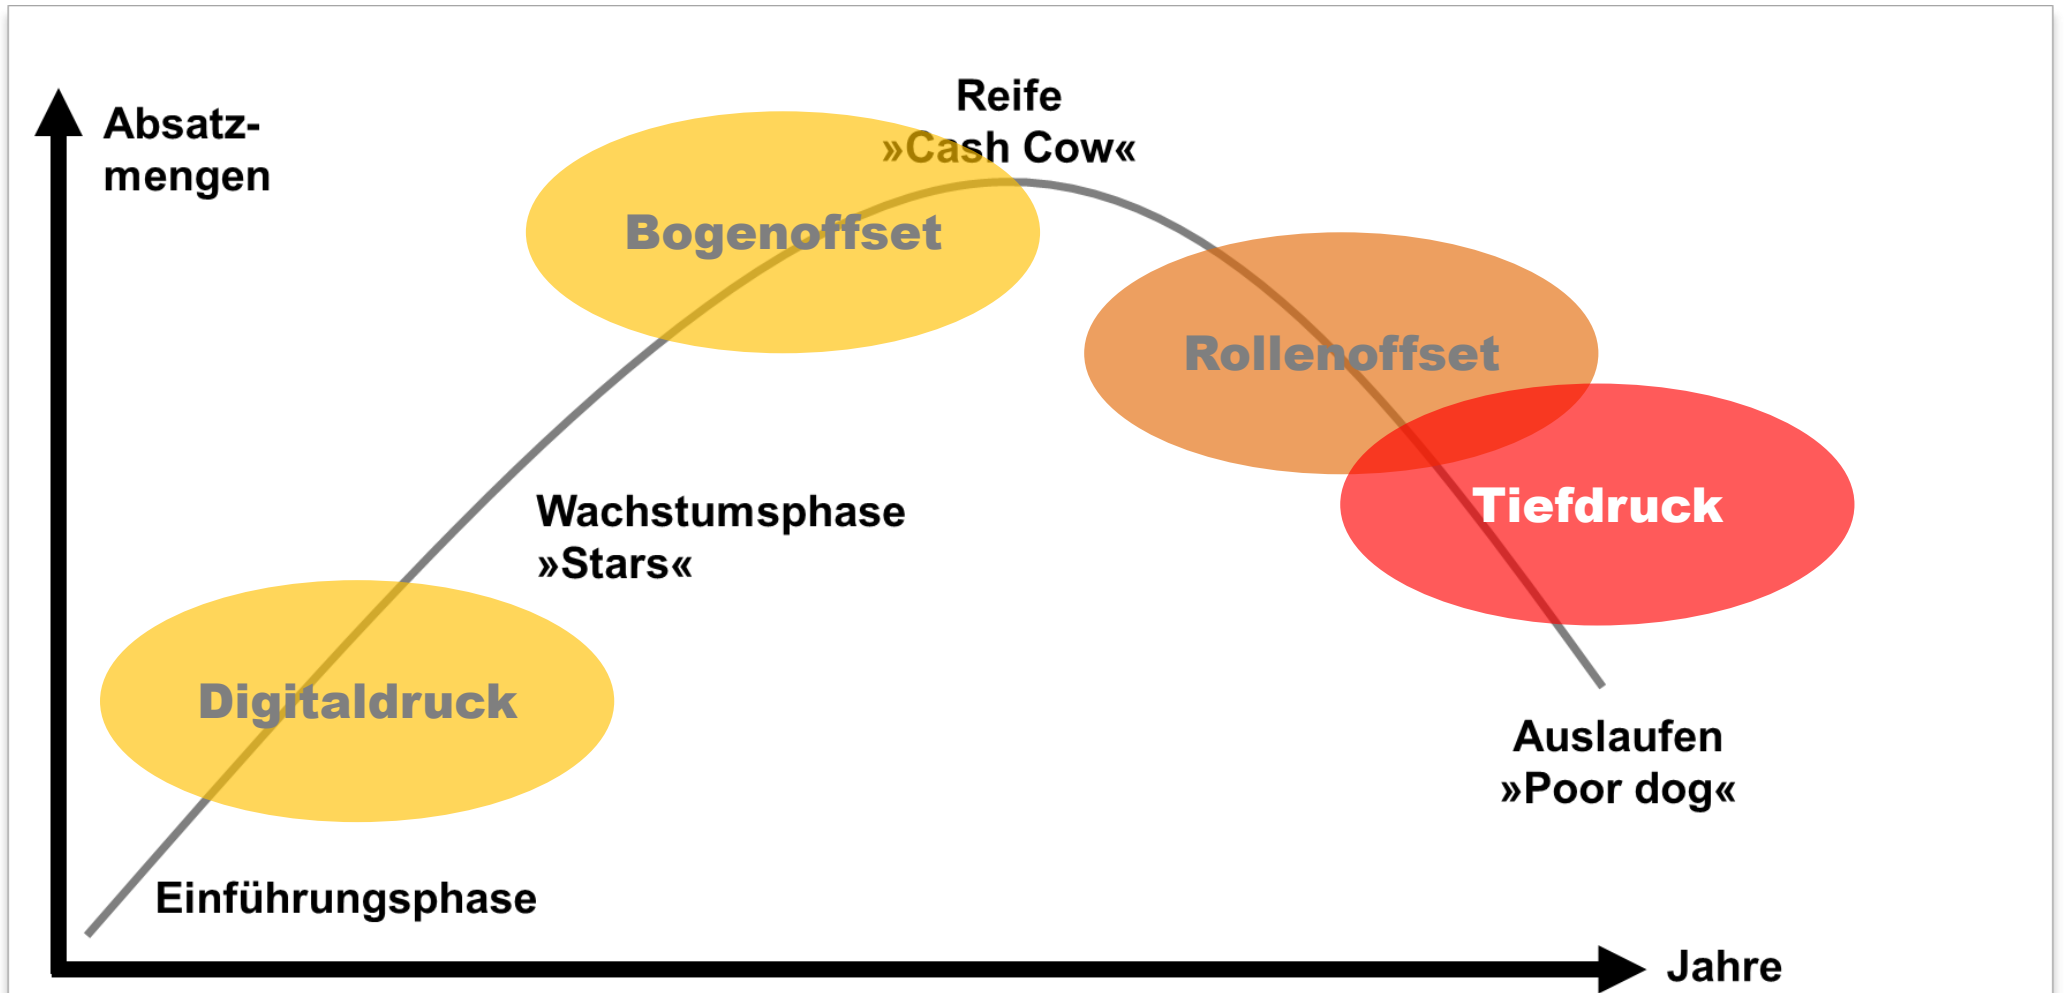 Absatz-
mengen
Reife
»Cash Cow«
Bogenoffset
Rollenoffset
Tiefdruck
Wachstumsphase
»Stars«
Digitaldruck
Auslaufen
»Poor dog«
Einführungsphase
Jahre